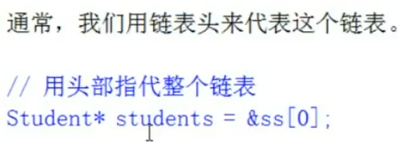 通常，我们用链表头来代表这个链表。
// 用头部指代整个链表
Student* students = &ss[0];